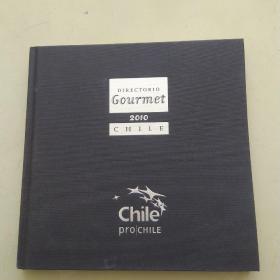 DIRECTORIO
Gourmet
2010
CHILE
Chile
pro|CHILE